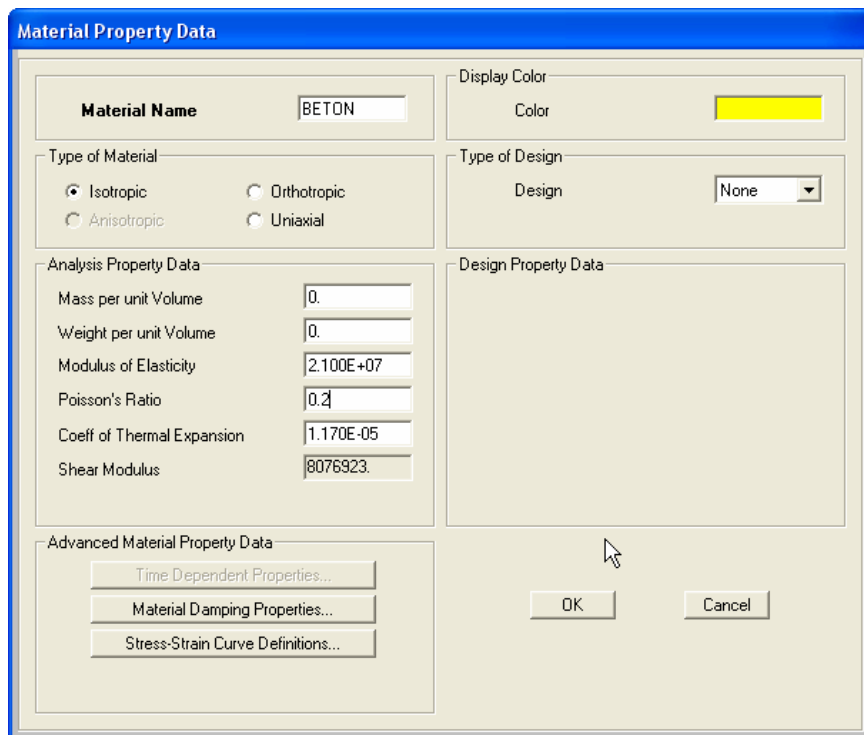 Material Property Data
Material Name BETON
Display Color
Color
Type of Material
Isotropic Orthotropic
Anisotropic Uniaxial
Type of Design
Design None
Analysis Property Data
Mass per unit Volume 0.
Weight per unit Volume 0.
Modulus of Elasticity 2.100E+07
Poisson's Ratio 0.2
Coeff of Thermal Expansion 1.170E-05
Shear Modulus 8076923.
Design Property Data
Advanced Material Property Data
Time Dependent Properties...
Material Damping Properties...
Stress-Strain Curve Definitions...
OK Cancel